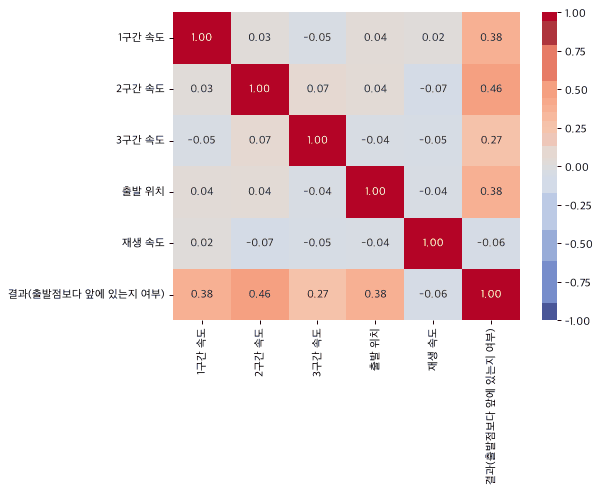 1구간 속도 1.00 0.03 -0.05 0.04 0.02 0.38
2구간 속도 0.03 1.00 0.07 0.04 -0.07 0.46
3구간 속도 -0.05 0.07 1.00 -0.04 -0.05 0.27
출발 위치 0.04 0.04 -0.04 1.00 -0.04 0.38
재생 속도 0.02 -0.07 -0.05 -0.04 1.00 -0.06
결과(출발점보다 앞에 있는지 여부) 0.38 0.46 0.27 0.38 -0.06 1.00
1구간 속도
2구간 속도
3구간 속도
출발 위치
재생 속도
결과(출발점보다 앞에 있는지 여부)
1.00
0.75
0.50
0.25
0.00
-0.25
-0.50
-0.75
-1.00